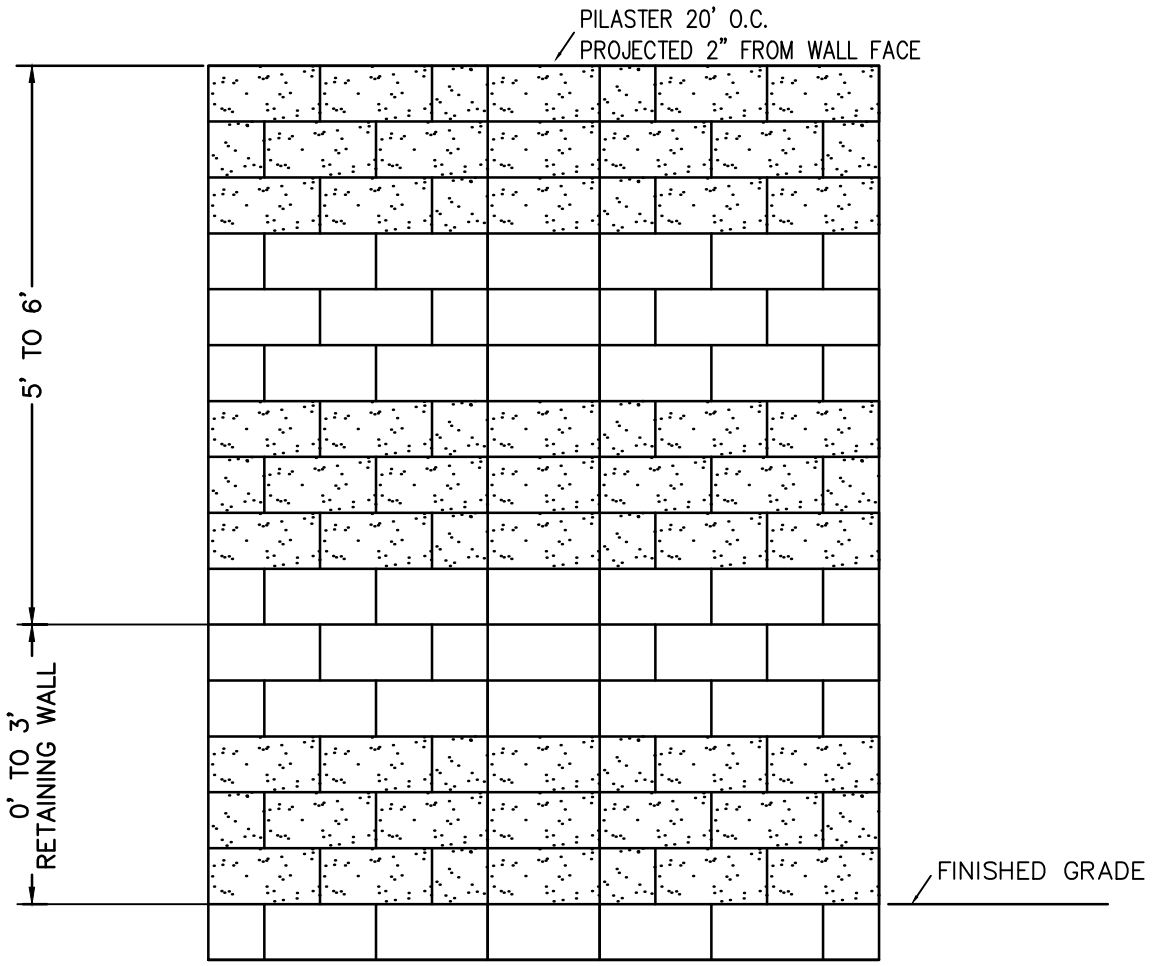 PILASTER 20' O.C.
PROJECTED 2" FROM WALL FACE
5' TO 6'
0' TO 3'
RETAINING WALL
FINISHED GRADE